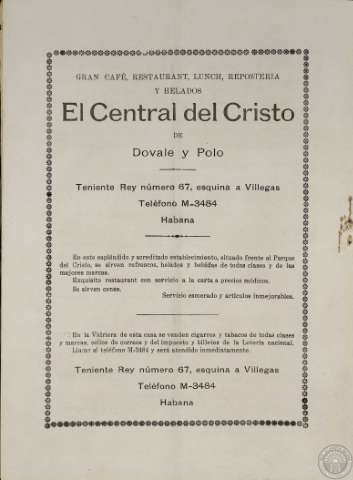 GRAN CAFÉ, RESTAURANT, LUNCH, REPOSTERIA
Y HELADOS
El Central del Cristo
DE
Dovale y Polo
Teniente Rey número 67, esquina a Villegas
Teléfono M-3484
Habana
En este espléndido y acreditado establecimiento, situado frente al Parque
del Cristo, se sirven refrescos, helados y bebidas de todas clases y de las
mejores marcas.
Exquisito restaurant con servicio a la carta a precios módicos.
Se sirven cenas.
Servicio esmerado y artículos inmejorables.
En la Vidriera de esta casa se venden cigarros y tabacos de todas clases
y marcas, sellos de correos y del impuesto y billetes de la Lotería nacional.
Llame al teléfono M-3484 y será atendido inmediatamente.
Teniente Rey número 67, esquina a Villegas
Teléfono M-3484
Habana